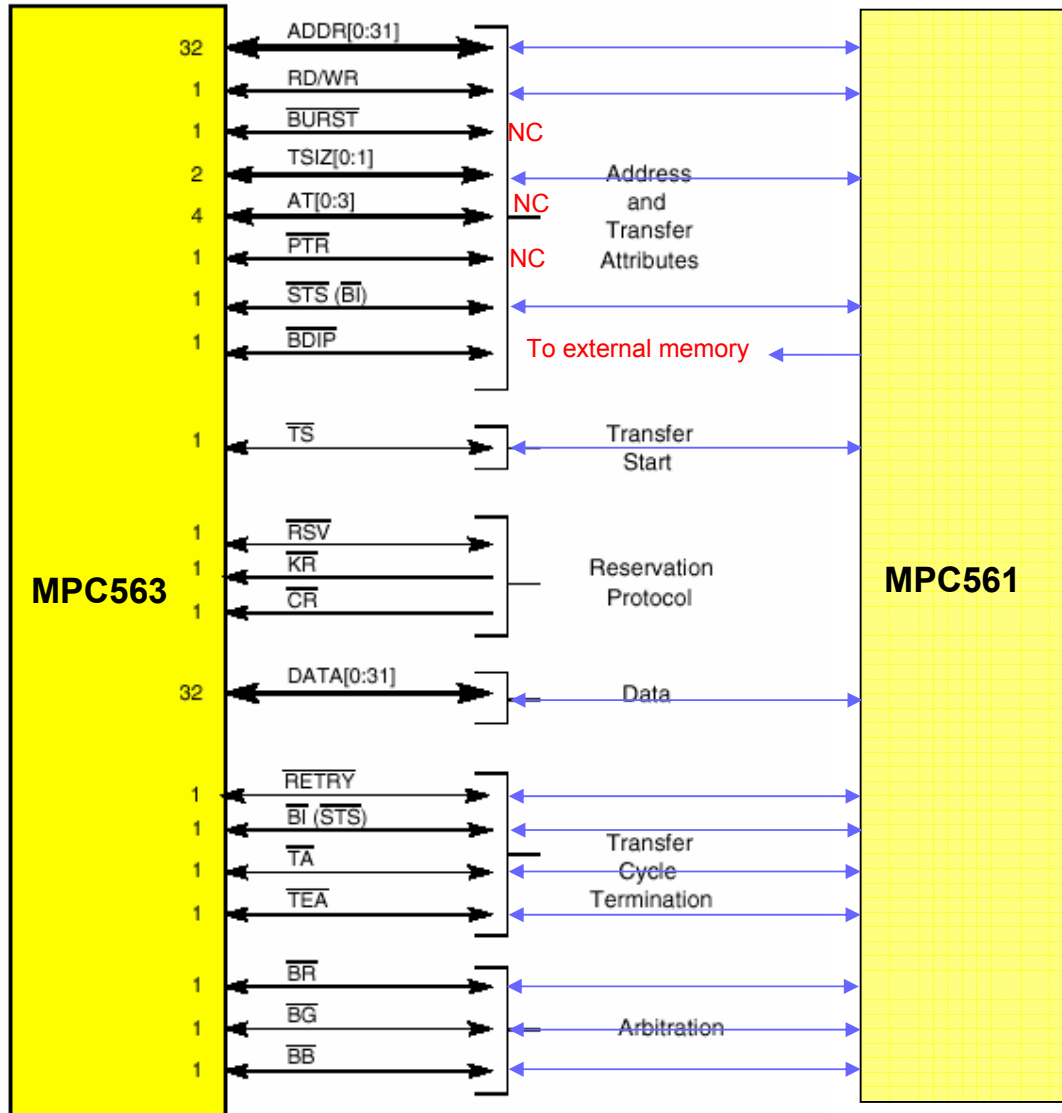 ADDR[0:31]
32
RD/WR
1
BURST
1
NC
TSIZ[0:1]
2
Address
and
Transfer
Attributes
AT[0:3]
4
NC
PTR
1
NC
STS (BI)
1
BDIP
1
To external memory
TS
1
Transfer
Start
RSV
1
KR
1
CR
1
Reservation
Protocol
MPC563
MPC561
DATA[0:31]
32
Data
RETRY
1
BI (STS)
1
TA
1
TEA
1
Transfer
Cycle
Termination
BR
1
BG
1
BB
1
Arbitration